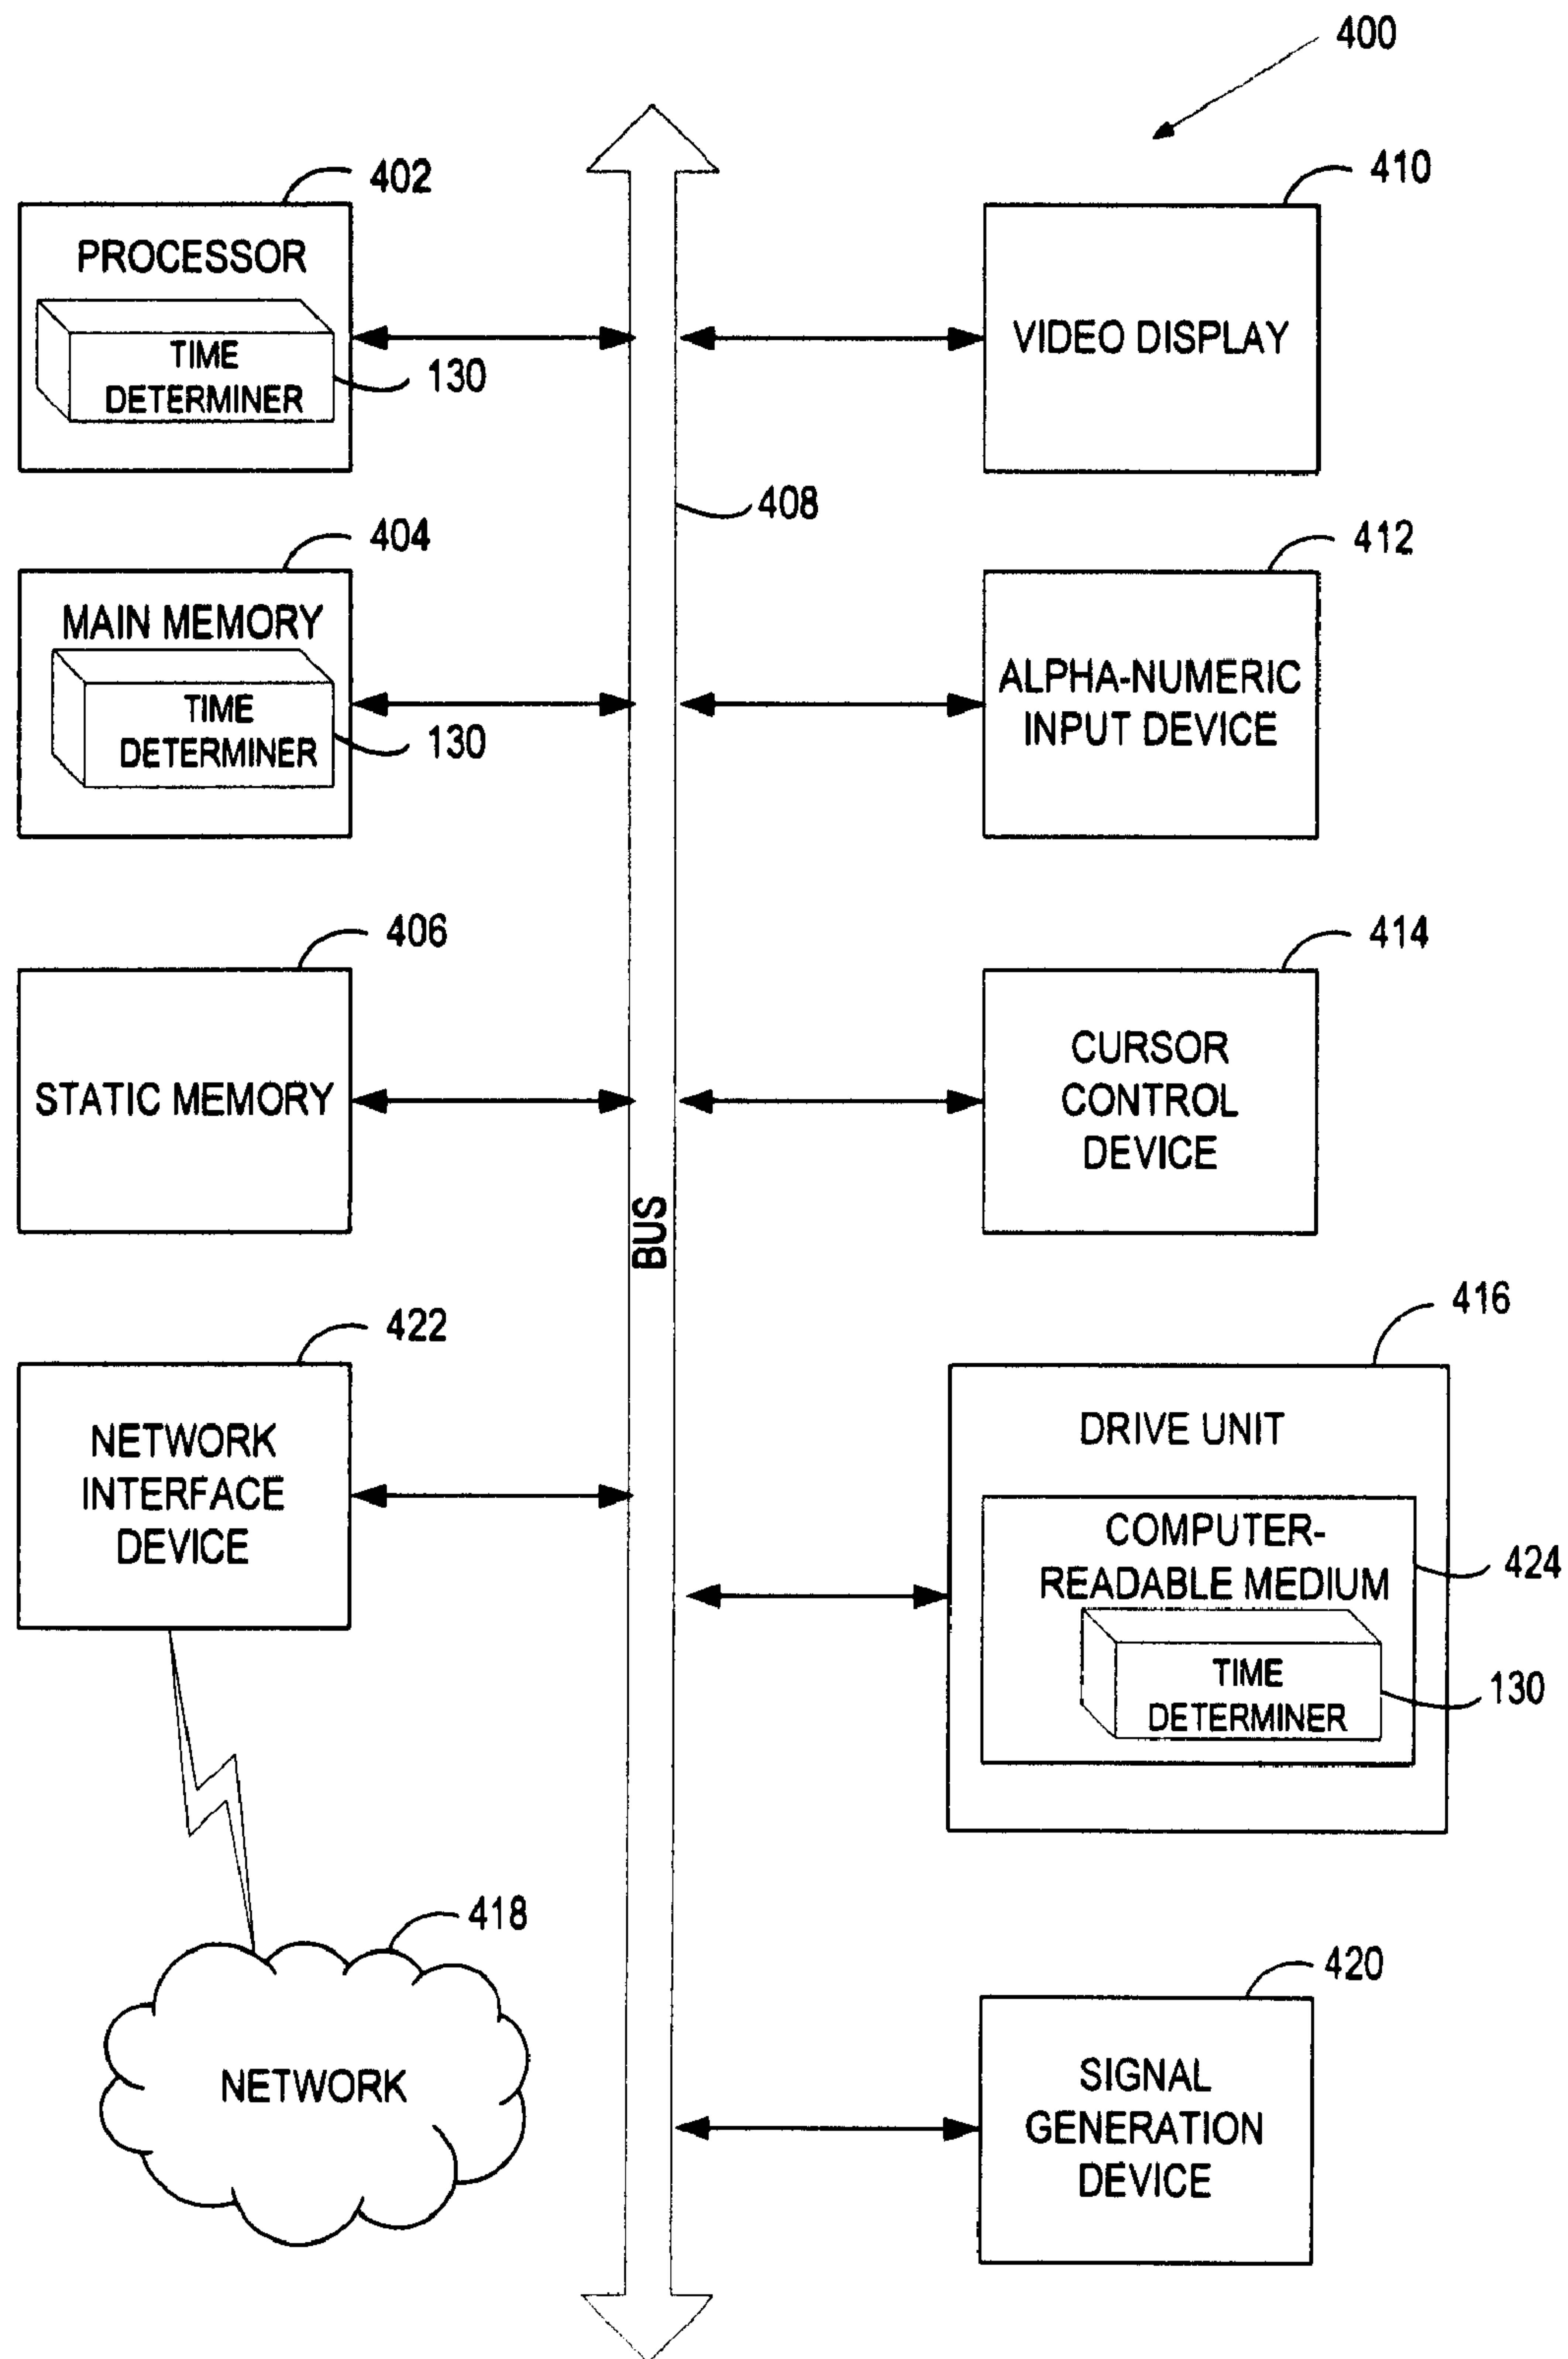 400
402
PROCESSOR
TIME
DETERMINER
130
410
VIDEO DISPLAY
408
404
MAIN MEMORY
TIME
DETERMINER
130
412
ALPHA-NUMERIC
INPUT DEVICE
406
STATIC MEMORY
414
CURSOR
CONTROL
DEVICE
BUS
422
NETWORK
INTERFACE
DEVICE
416
DRIVE UNIT
COMPUTER-
READABLE MEDIUM
424
TIME
DETERMINER
130
418
NETWORK
420
SIGNAL
GENERATION
DEVICE